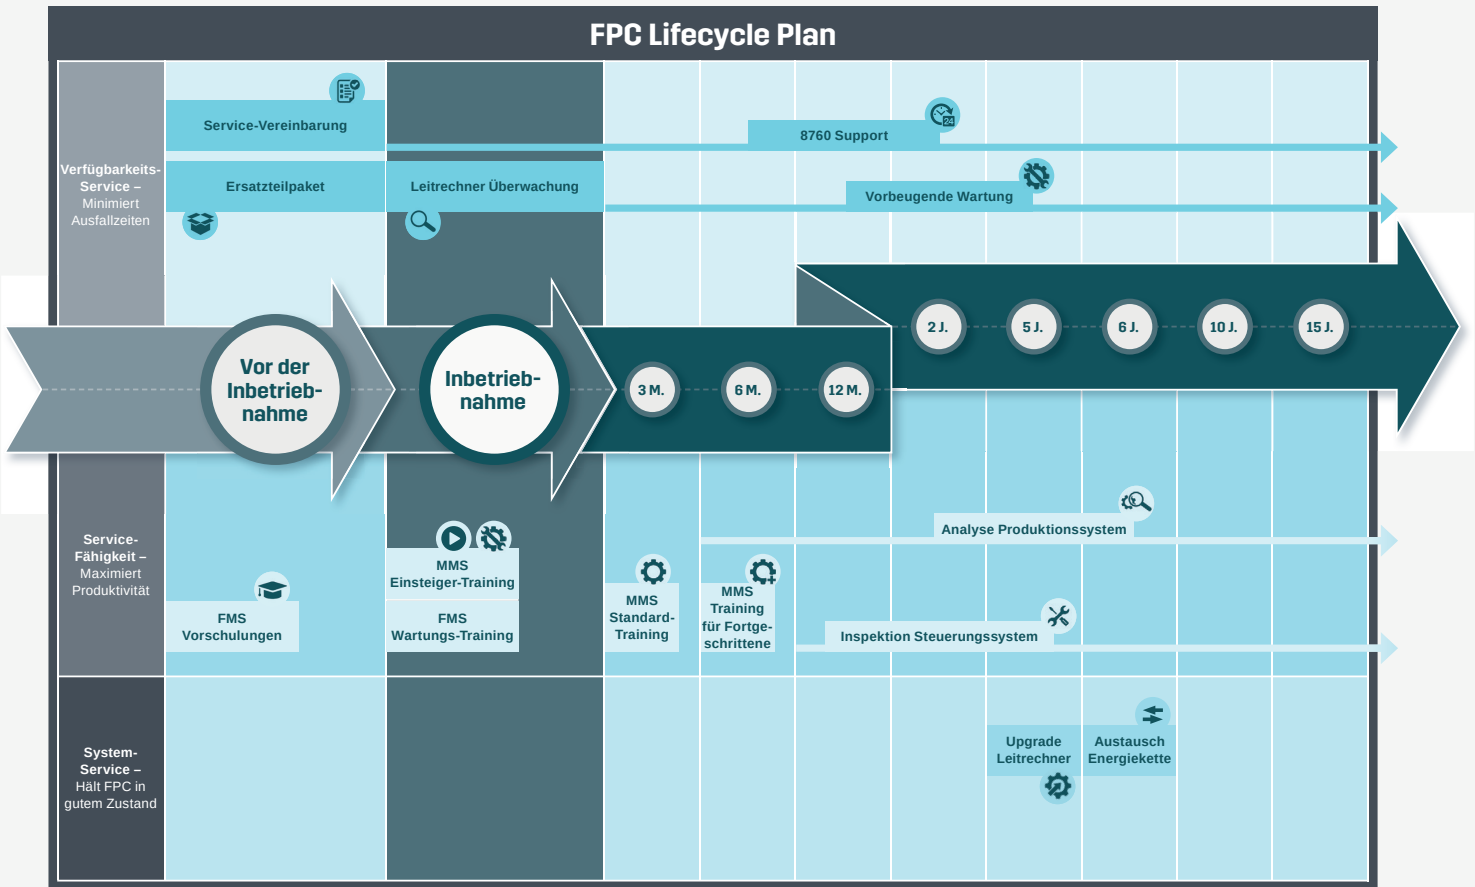 FPC Lifecycle Plan
Verfügbarkeits-
Service –
Minimiert
Ausfallzeiten
Service-Vereinbarung
Ersatzteilpaket
Leitrechner Überwachung
8760 Support
24
Vorbeugende Wartung
Vor der
Inbetrieb-
nahme
Inbetrieb-
nahme
3 M.
6 M.
12 M.
2 J.
5 J.
6 J.
10 J.
15 J.
Service-
Fähigkeit –
Maximiert
Produktivität
FMS
Vorschulungen
MMS
Einsteiger-Training
FMS
Wartungs-Training
MMS
Standard-
Training
MMS
Training
für Fortge-
schrittene
Analyse Produktionssystem
Inspektion Steuerungssystem
System-
Service –
Hält FPC in
gutem Zustand
Upgrade
Leitrechner
Austausch
Energiekette